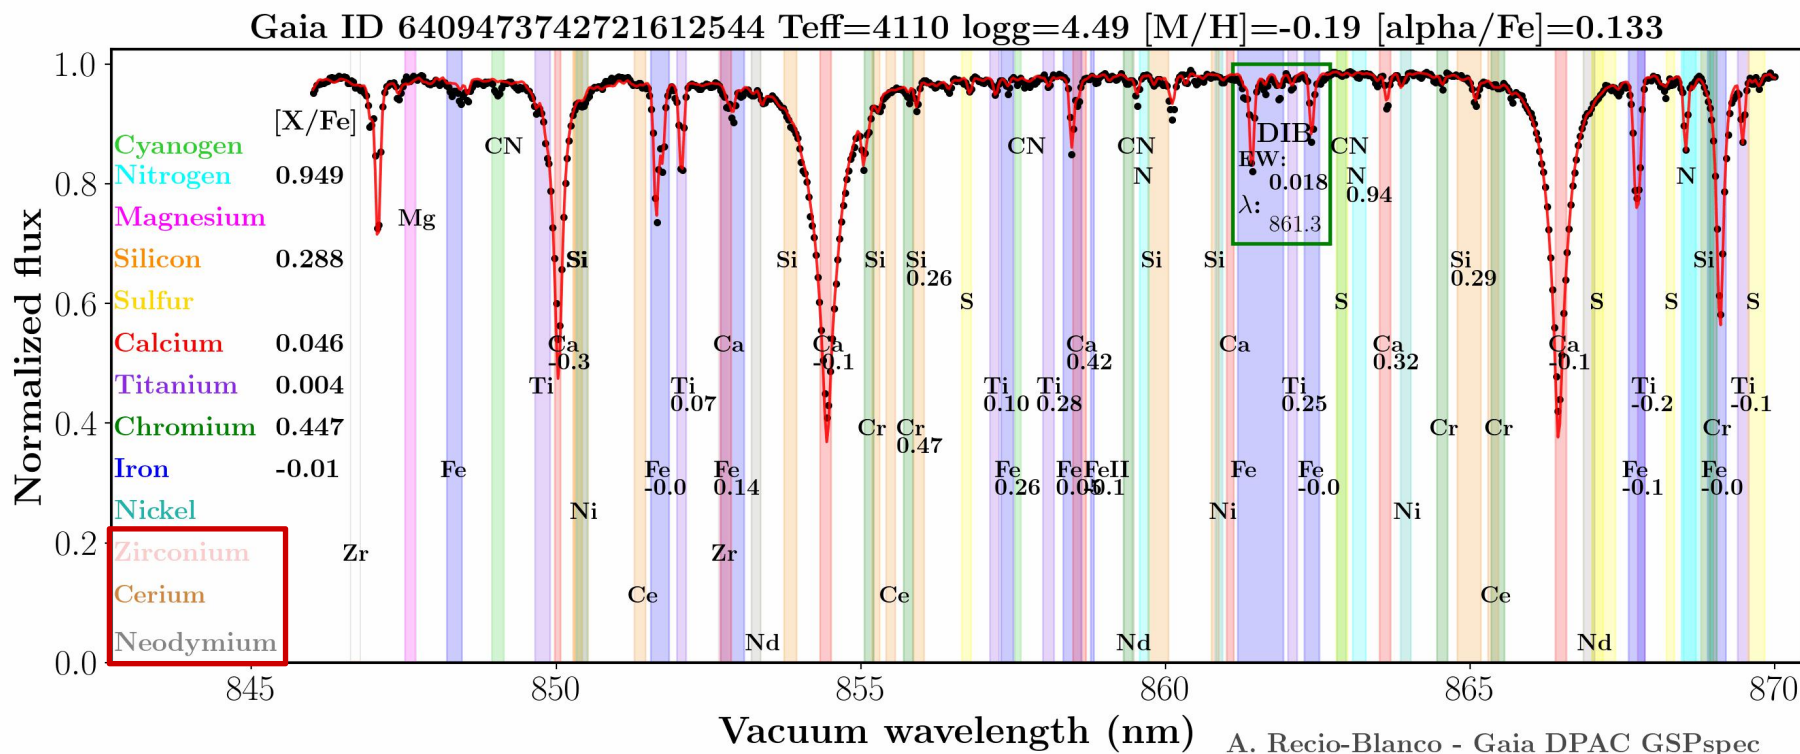 Gaia ID 6409473742721612544 Teff=4110 logg=4.49 [M/H]=-0.19 [alpha/Fe]=0.133
1.0
[X/Fe]
DIB
Cyanogen CN CN CN CN
EW:
Nitrogen 0.949 N N N
0.018 0.94
0.8
λ:
Magnesium Mg
861.3
Silicon 0.288 Si Si Si Si Si Si Si Si
0.26 0.29
0.6
Sulfur S S S S S
Calcium 0.046 Ca Ca Ca Ca Ca Ca Ca
-0.3 -0.1 0.42 0.32 -0.1
Titanium 0.004 Ti Ti Ti Ti Ti Ti Ti
0.07 0.10 0.28 0.25 -0.2 -0.1
0.4
Chromium 0.447 Cr Cr Cr Cr Cr
0.47
Iron -0.01 Fe Fe Fe Fe Fe FeII Fe Fe Fe Fe
-0.0 0.14 0.26 0.05 -0.1 -0.0 -0.1 -0.0
Nickel Ni Ni Ni
0.2
Zirconium Zr Zr
Cerium Ce Ce Ce
Neodymium Nd Nd Nd
0.0
845 850 855 860 865 870
Normalized flux
Vacuum wavelength (nm)
A. Recio-Blanco - Gaia DPAC GSPspec